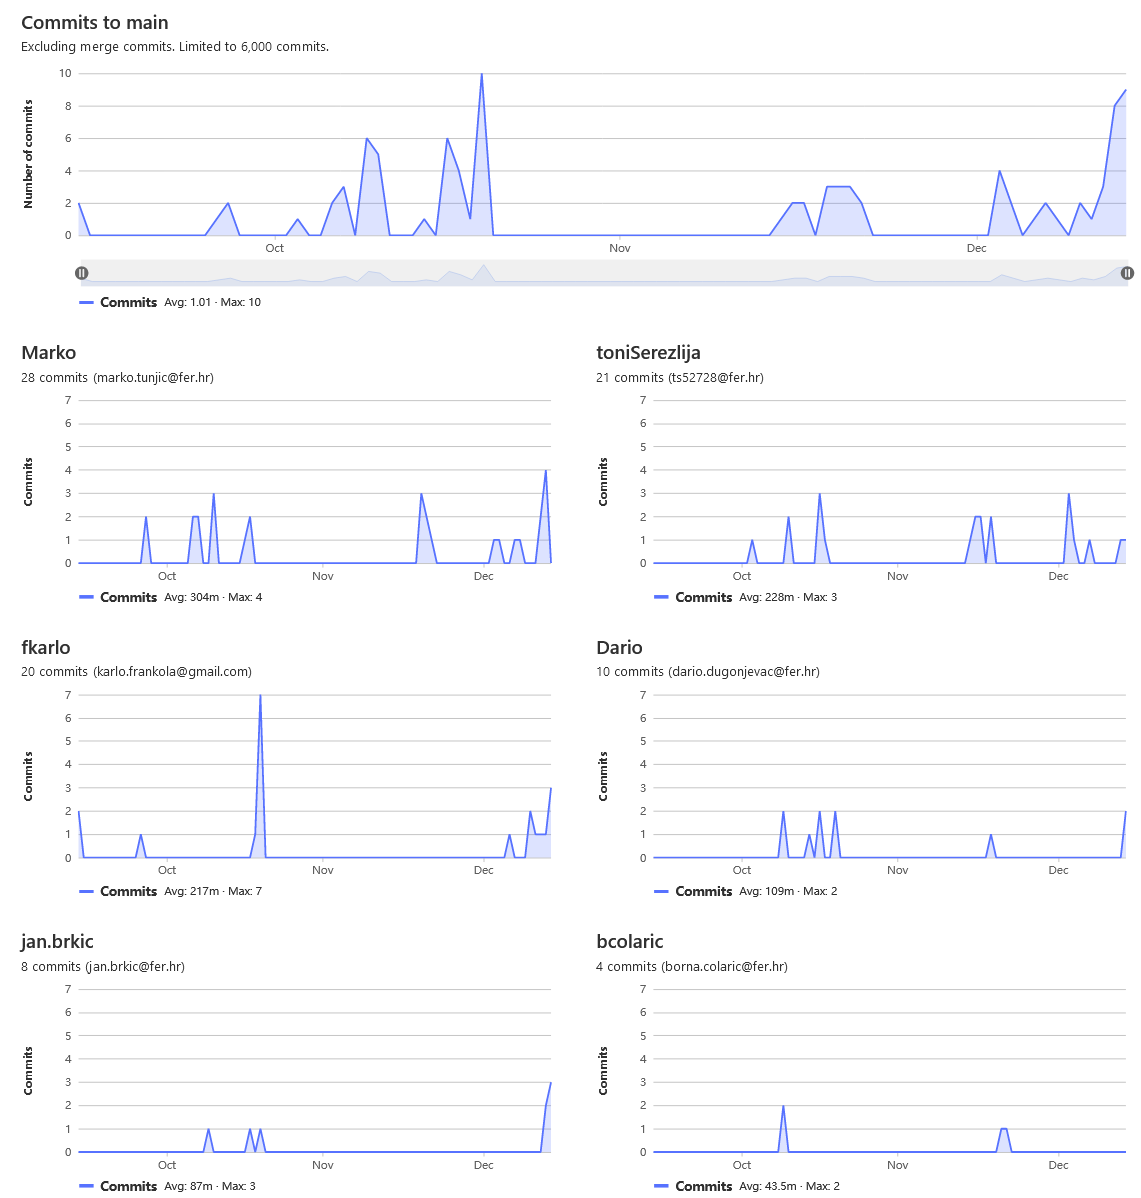 Commits to main
Excluding merge commits. Limited to 6,000 commits.
Number of commits
10
8
6
4
2
0
Oct Nov Dec
Commits Avg: 1.01 · Max: 10
Marko
28 commits (marko.tunjic@fer.hr)
Commits
7
6
5
4
3
2
1
0
Oct Nov Dec
Commits Avg: 304m · Max: 4
toniSerezlija
21 commits (ts52728@fer.hr)
Commits
7
6
5
4
3
2
1
0
Oct Nov Dec
Commits Avg: 228m · Max: 3
fkarlo
20 commits (karlo.frankola@gmail.com)
Commits
7
6
5
4
3
2
1
0
Oct Nov Dec
Commits Avg: 217m · Max: 7
Dario
10 commits (dario.dugonjevac@fer.hr)
Commits
7
6
5
4
3
2
1
0
Oct Nov Dec
Commits Avg: 109m · Max: 2
jan.brkic
8 commits (jan.brkic@fer.hr)
Commits
7
6
5
4
3
2
1
0
Oct Nov Dec
Commits Avg: 87m · Max: 3
bcolaric
4 commits (borna.colaric@fer.hr)
Commits
7
6
5
4
3
2
1
0
Oct Nov Dec
Commits Avg: 43.5m · Max: 2